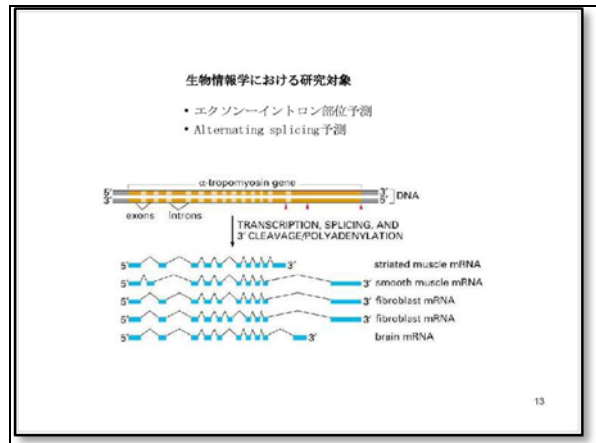 生物情報学における研究対象
• エクソンーイントロン部位予測
• Alternating splicing予測
α-tropomyosin gene
5′ 3′
3′ 5′
DNA
exons introns
TRANSCRIPTION, SPLICING, AND
3′ CLEAVAGE/POLYADENYLATION
5′ 3′ striated muscle mRNA
5′ 3′ smooth muscle mRNA
5′ 3′ fibroblast mRNA
5′ 3′ fibroblast mRNA
5′ 3′ brain mRNA
13